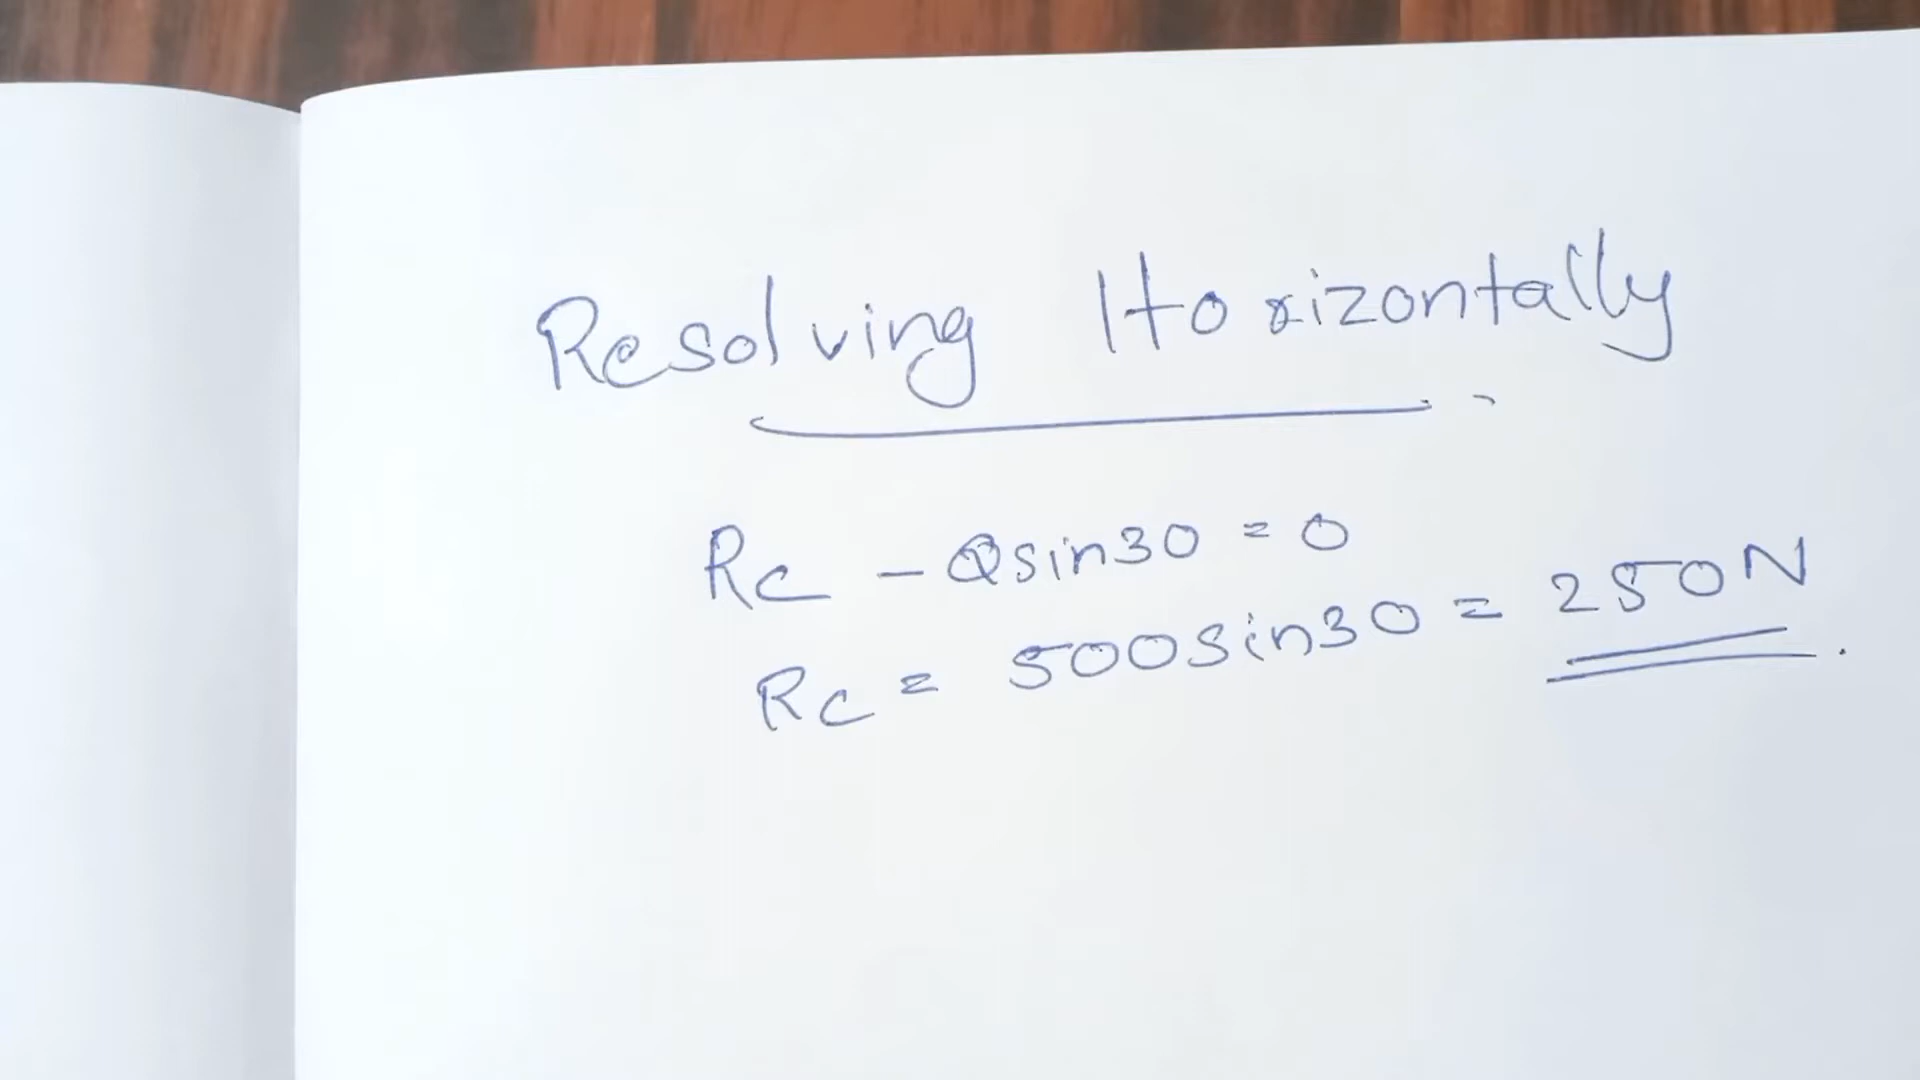 Resolving Horizontally
Rc - Qsin30 = 0
Rc = 500sin30 = 250N.